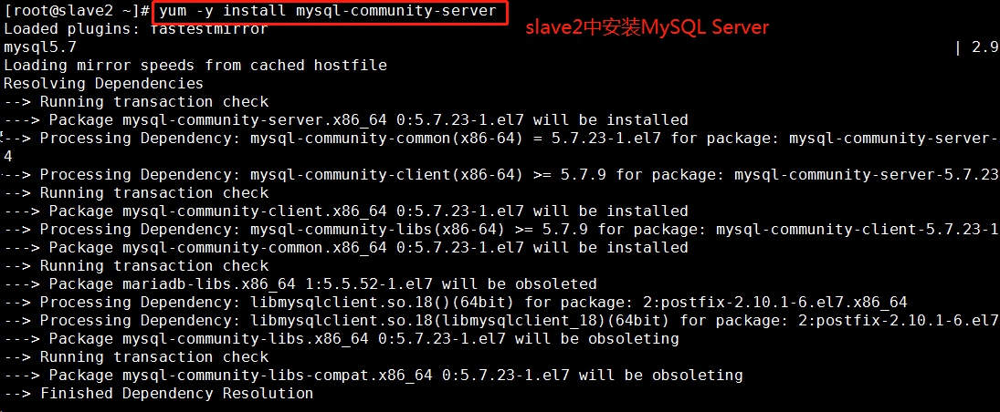 [root@slave2 ~]# yum -y install mysql-community-server
slave2中安装MySQL Server
Loaded plugins: fastestmirror
mysql5.7 | 2.9
Loading mirror speeds from cached hostfile
Resolving Dependencies
--> Running transaction check
---> Package mysql-community-server.x86_64 0:5.7.23-1.el7 will be installed
--> Processing Dependency: mysql-community-common(x86-64) = 5.7.23-1.el7 for package: mysql-community-server-
4
--> Processing Dependency: mysql-community-client(x86-64) >= 5.7.9 for package: mysql-community-server-5.7.23
--> Running transaction check
---> Package mysql-community-client.x86_64 0:5.7.23-1.el7 will be installed
--> Processing Dependency: mysql-community-libs(x86-64) >= 5.7.9 for package: mysql-community-client-5.7.23-1
---> Package mysql-community-common.x86_64 0:5.7.23-1.el7 will be installed
--> Running transaction check
---> Package mariadb-libs.x86_64 1:5.5.52-1.el7 will be obsoleted
--> Processing Dependency: libmysqlclient.so.18()(64bit) for package: 2:postfix-2.10.1-6.el7.x86_64
--> Processing Dependency: libmysqlclient.so.18(libmysqlclient_18)(64bit) for package: 2:postfix-2.10.1-6.el7
---> Package mysql-community-libs.x86_64 0:5.7.23-1.el7 will be obsoleting
--> Running transaction check
---> Package mysql-community-libs-compat.x86_64 0:5.7.23-1.el7 will be obsoleting
--> Finished Dependency Resolution